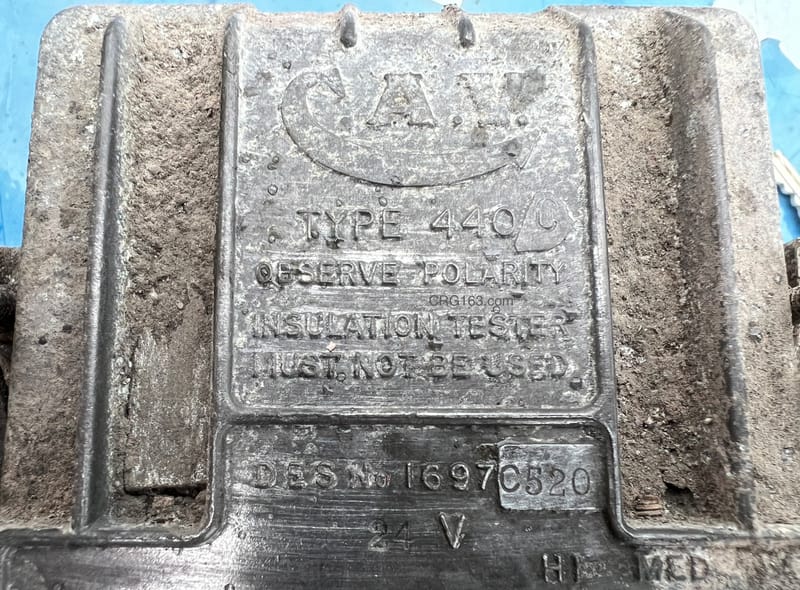 C.A.V.
TYPE 440/C
OBSERVE POLARITY
CRG163.com
INSULATION TESTER
MUST NOT BE USED
DES No 1697C520
24 V
HI MED